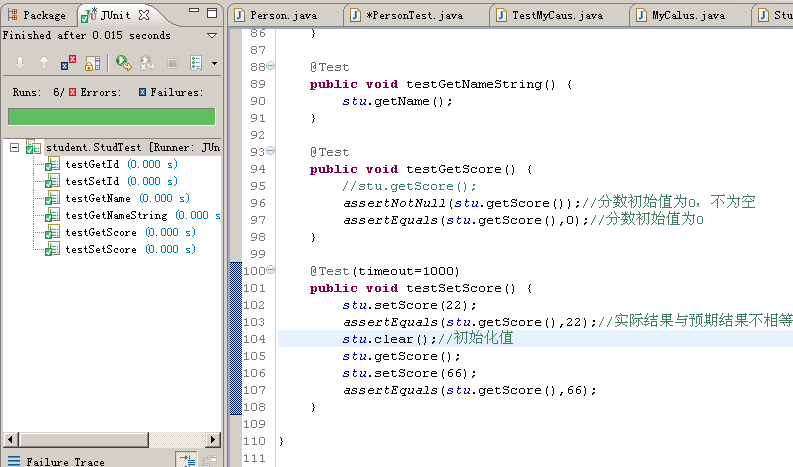 Package JUnit
Finished after 0.015 seconds
Runs: 6/ Errors: Failures:
student.StudTest [Runner: JUn
testGetId (0.000 s)
testSetId (0.000 s)
testGetName (0.000 s)
testGetNameString (0.000 s
testGetScore (0.000 s)
testSetScore (0.000 s)
Failure Trace
Person.java *PersonTest.java TestMyCaus.java MyCalus.java Stu
86 }
87
88 @Test
89 public void testGetNameString() {
90 stu.getName();
91 }
92
93 @Test
94 public void testGetScore() {
95 //stu.getScore();
96 assertNotNull(stu.getScore());//分数初始值为0，不为空
97 assertEquals(stu.getScore(),0);//分数初始值为0
98 }
99
100 @Test(timeout=1000)
101 public void testSetScore() {
102 stu.setScore(22);
103 assertEquals(stu.getScore(),22);//实际结果与预期结果不相等
104 stu.clear();//初始化值
105 stu.getScore();
106 stu.setScore(66);
107 assertEquals(stu.getScore(),66);
108 }
109
110 }
111